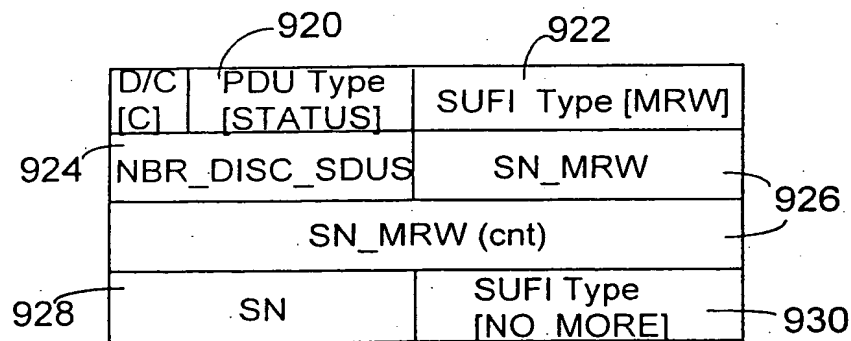 920
922
D/C
[C]
PDU Type
[STATUS]
SUFI Type [MRW]
924
NBR_DISC_SDUS
SN_MRW
926
SN_MRW (cnt)
928
SN
SUFI Type
[NO_MORE]
930